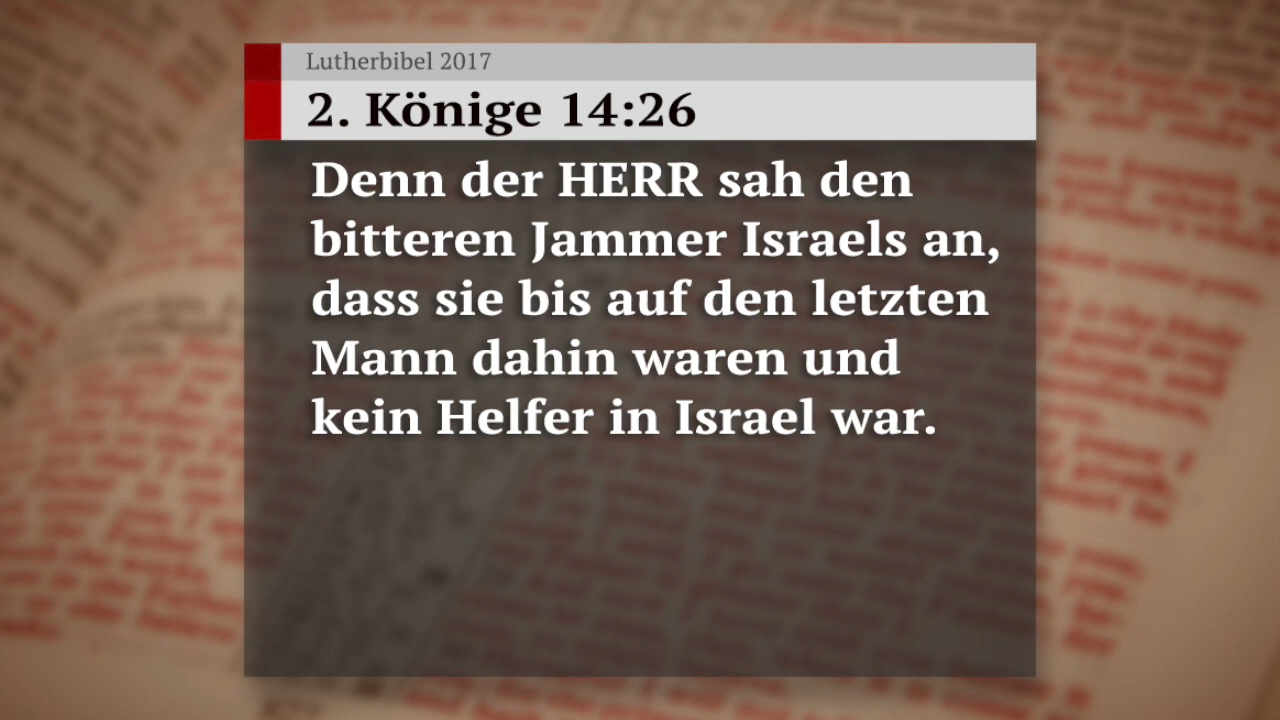 Lutherbibel 2017
2. Könige 14:26
Denn der HERR sah den
bitteren Jammer Israels an,
dass sie bis auf den letzten
Mann dahin waren und
kein Helfer in Israel war.